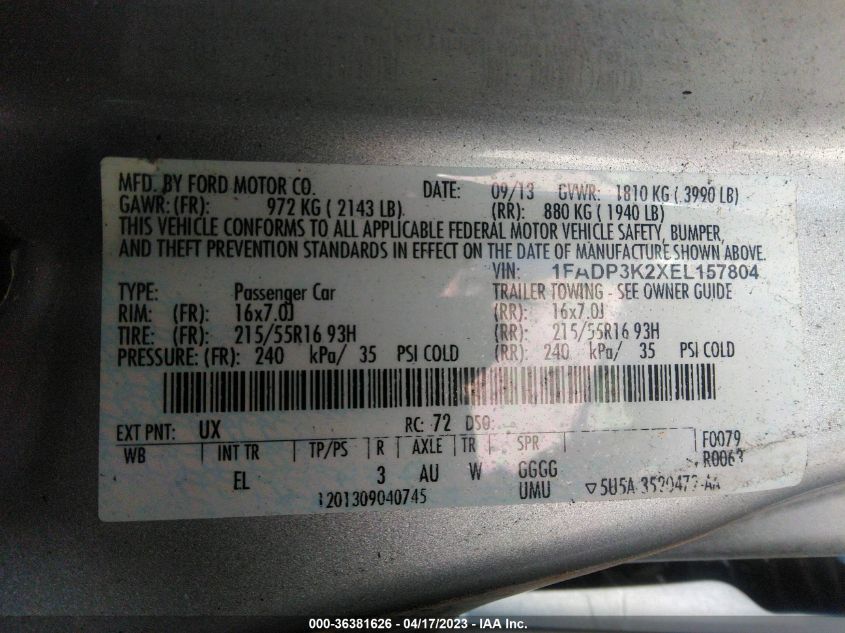 MFD. BY FORD MOTOR CO. DATE: 09/13 GVWR: 1810 KG ( 3990 LB)
GAWR: (FR): 972 KG ( 2143 LB) (RR): 880 KG ( 1940 LB)
THIS VEHICLE CONFORMS TO ALL APPLICABLE FEDERAL MOTOR VEHICLE SAFETY, BUMPER,
AND THEFT PREVENTION STANDARDS IN EFFECT ON THE DATE OF MANUFACTURE SHOWN ABOVE.
VIN: 1FADP3K2XEL157804
TYPE: Passenger Car TRAILER TOWING - SEE OWNER GUIDE
RIM: (FR): 16x7.0J (RR): 16x7.0J
TIRE: (FR): 215/55R16 93H (RR): 215/55R16 93H
PRESSURE: (FR): 240 kPa/ 35 PSI COLD (RR): 240 kPa/ 35 PSI COLD
EXT PNT: UX RC: 72 DSO:
WB INT TR TP/PS R AXLE TR SPR F0079
R0063
EL 3 AU W GGGG
1201309040745 UMU
000-36381626 - 04/17/2023 - IAA Inc.